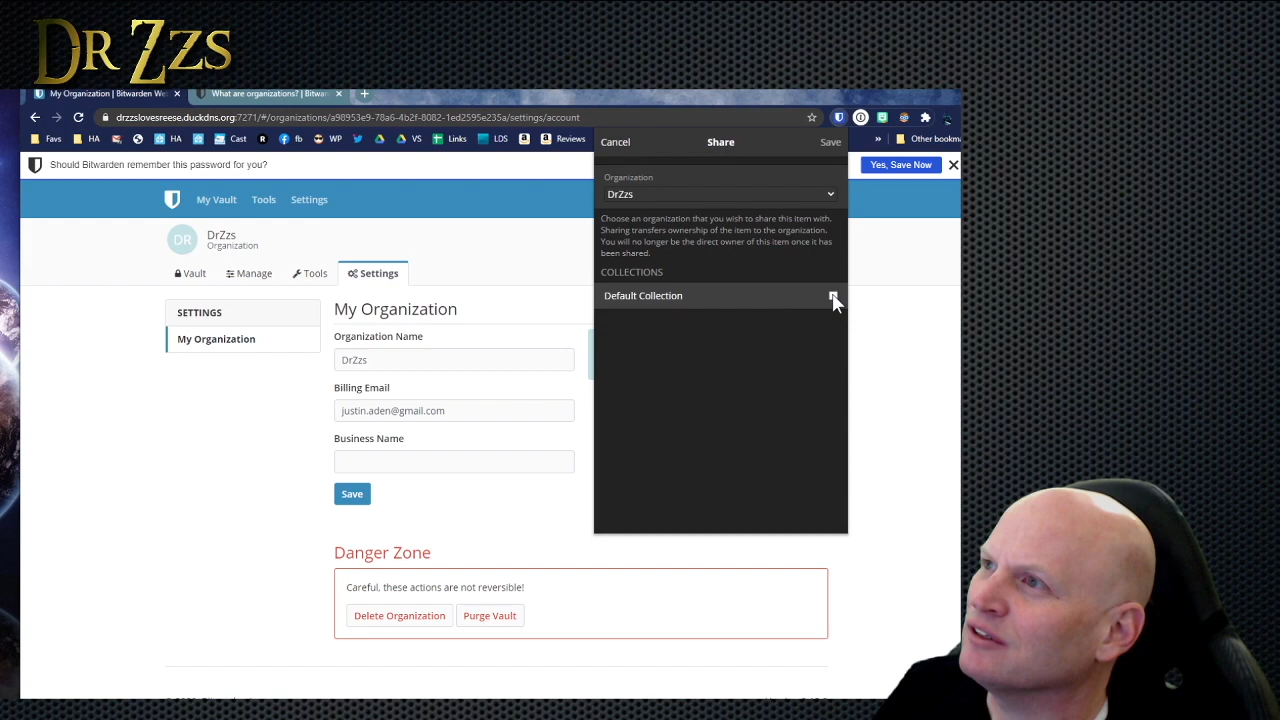 DR ZZS
My Organization | Bitwarden We
What are organizations? | Bitwar
drzzslovesreese.duckdns.org:7271/#/organizations/a98953e9-78a6-4b2f-8082-1ed2595e235a/settings/account
Favs HA HA Cast fb WP VS Links LDS Reviews » Other bookm
Should Bitwarden remember this password for you?
Yes, Save Now
Cancel Share Save
Organization
DrZzs
Choose an organization that you wish to share this item with.
Sharing transfers ownership of the item to the organization.
You will no longer be the direct owner of this item once it has
been shared.
COLLECTIONS
Default Collection
My Vault Tools Settings
DR
DrZzs
Organization
Vault Manage Tools Settings
SETTINGS
My Organization
My Organization
Organization Name
DrZzs
Billing Email
justin.aden@gmail.com
Business Name
Save
Danger Zone
Careful, these actions are not reversible!
Delete Organization Purge Vault